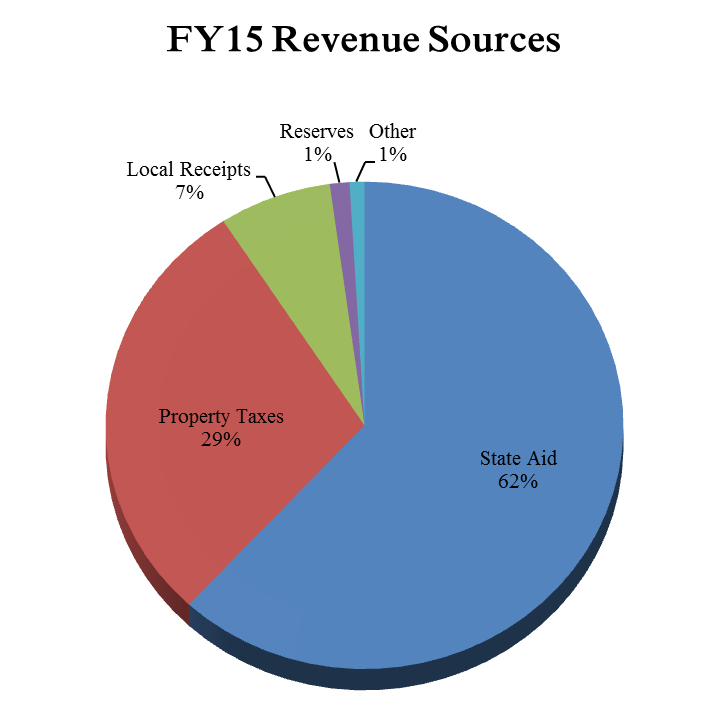 FY15 Revenue Sources
Reserves
1%
Other
1%
Local Receipts
7%
Property Taxes
29%
State Aid
62%